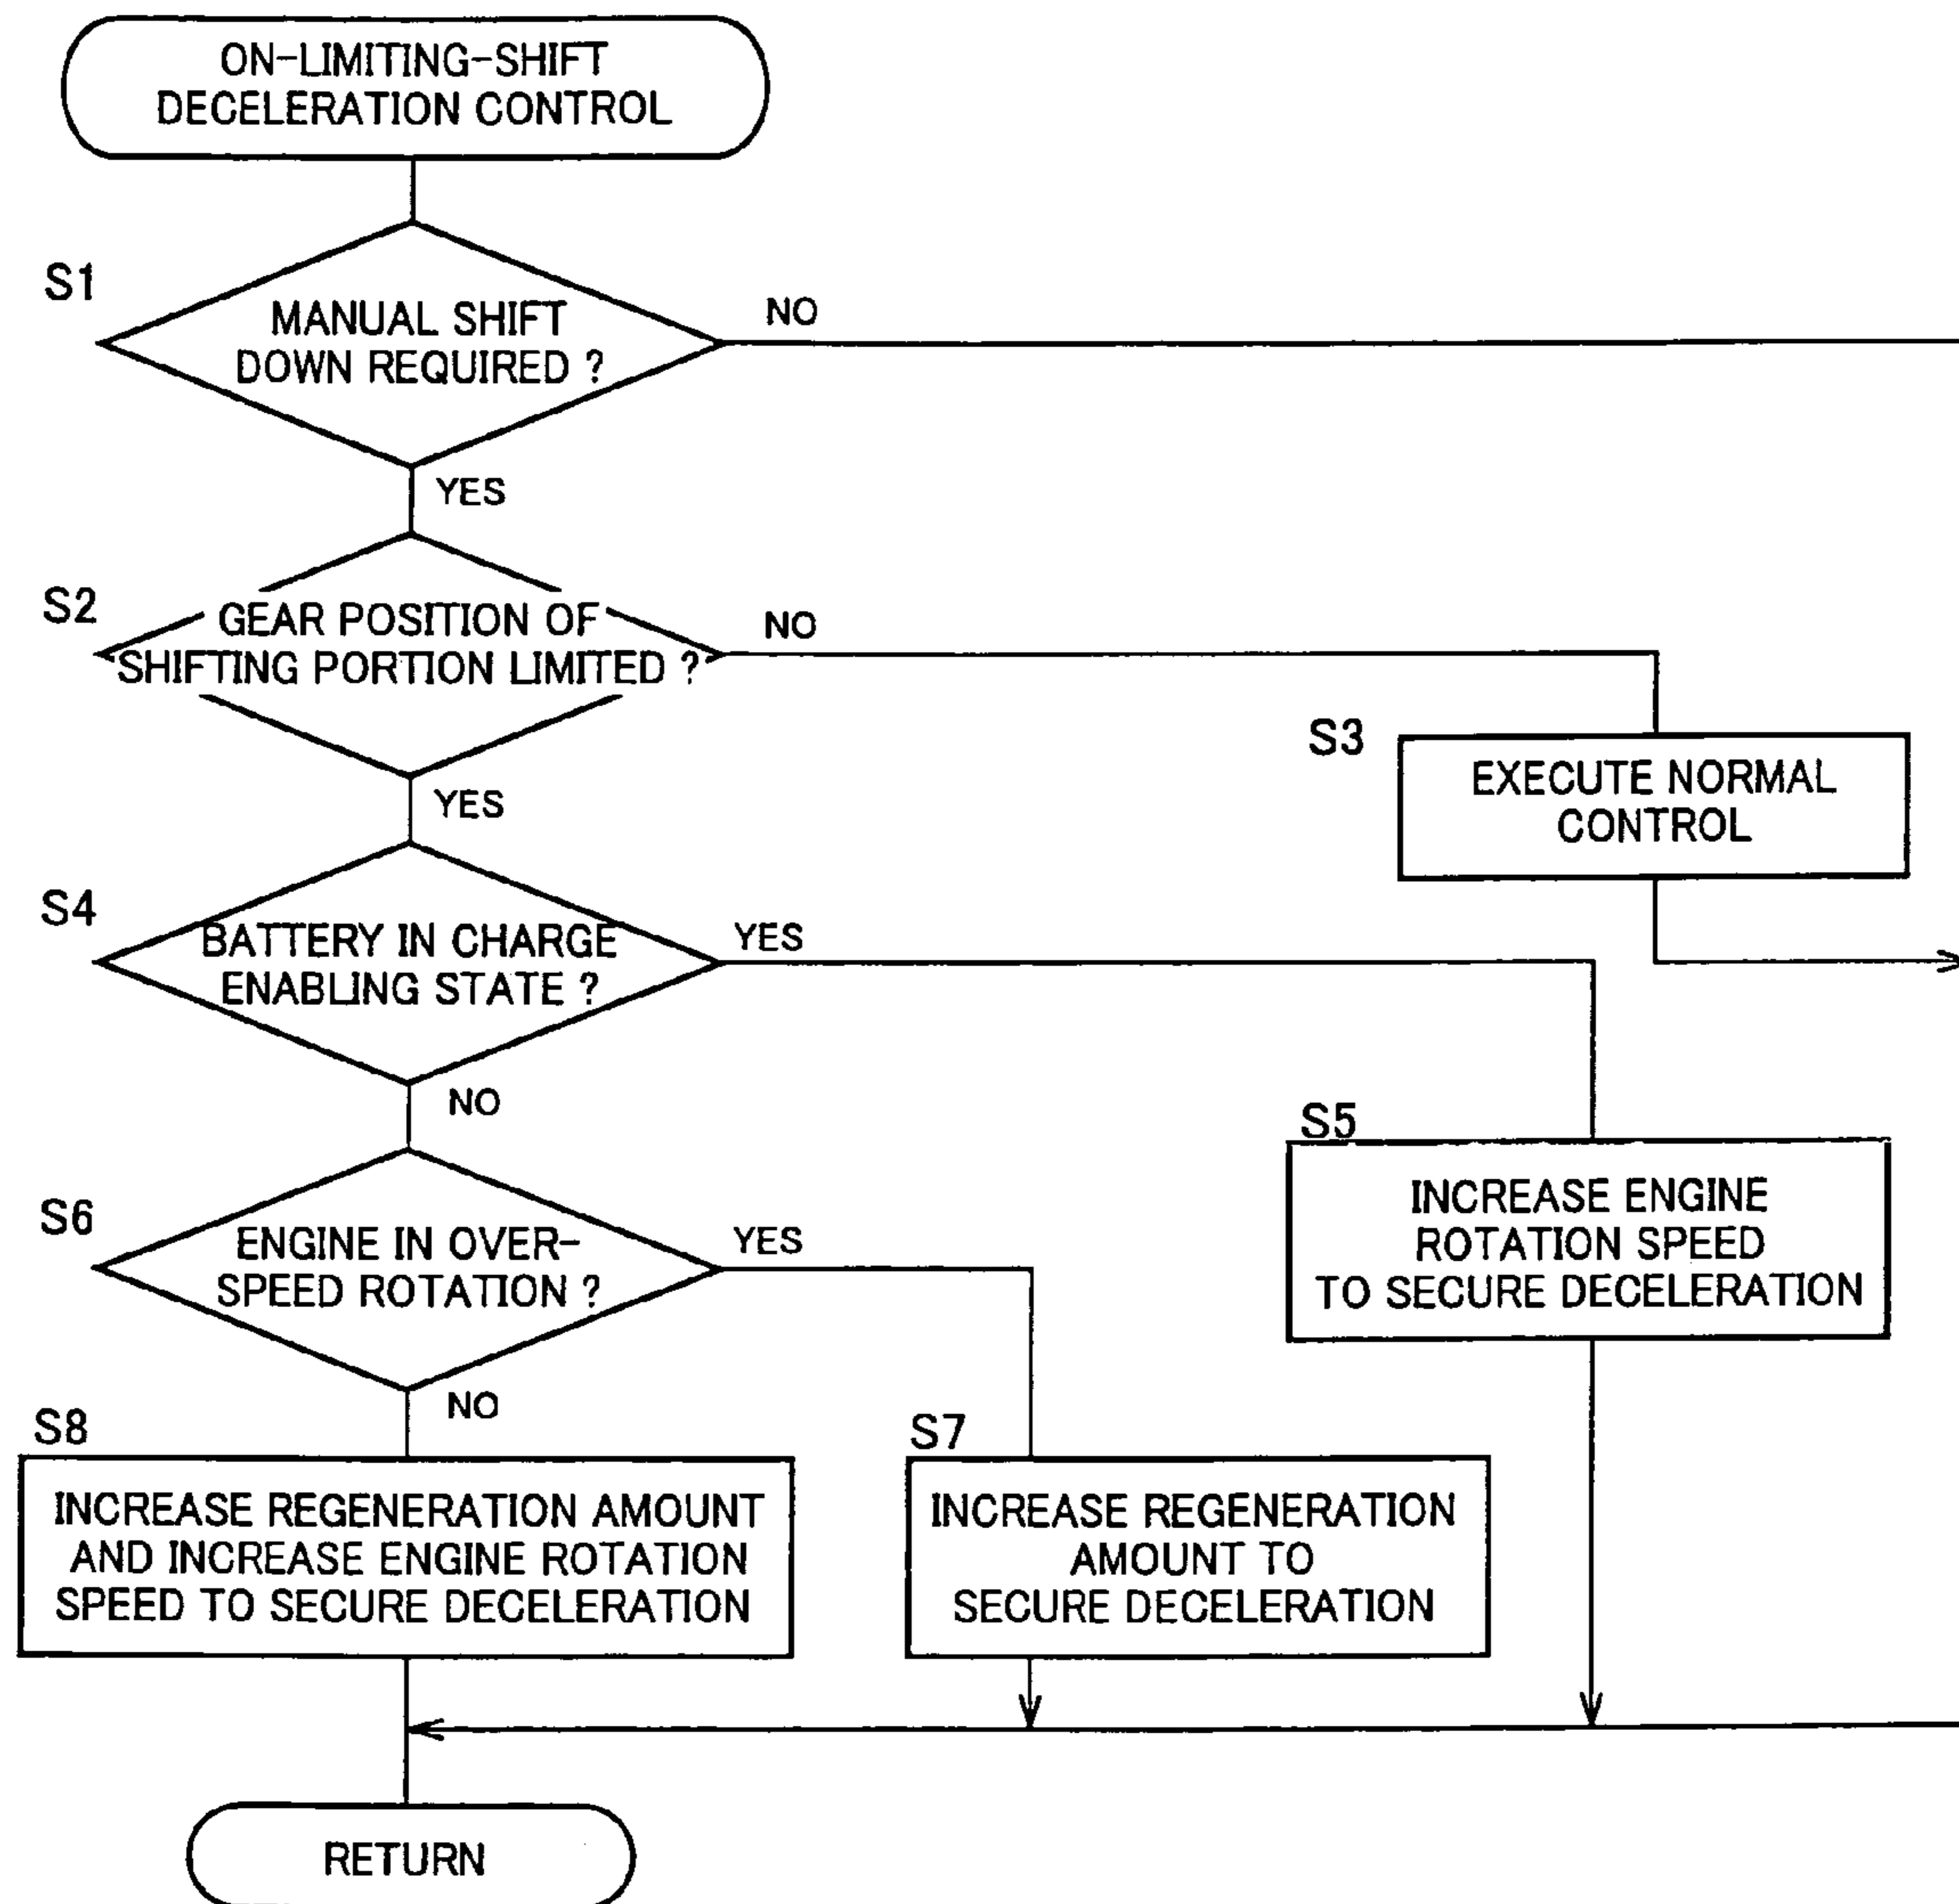 ON-LIMITING-SHIFT
DECELERATION CONTROL
S1
MANUAL SHIFT
DOWN REQUIRED ?
NO
YES
S2
GEAR POSITION OF
SHIFTING PORTION LIMITED ?
NO
YES
S3
EXECUTE NORMAL
CONTROL
S4
BATTERY IN CHARGE
ENABLING STATE ?
YES
NO
S5
INCREASE ENGINE
ROTATION SPEED
TO SECURE DECELERATION
S6
ENGINE IN OVER-
SPEED ROTATION ?
YES
NO
S8
INCREASE REGENERATION AMOUNT
AND INCREASE ENGINE ROTATION
SPEED TO SECURE DECELERATION
S7
INCREASE REGENERATION
AMOUNT TO
SECURE DECELERATION
RETURN